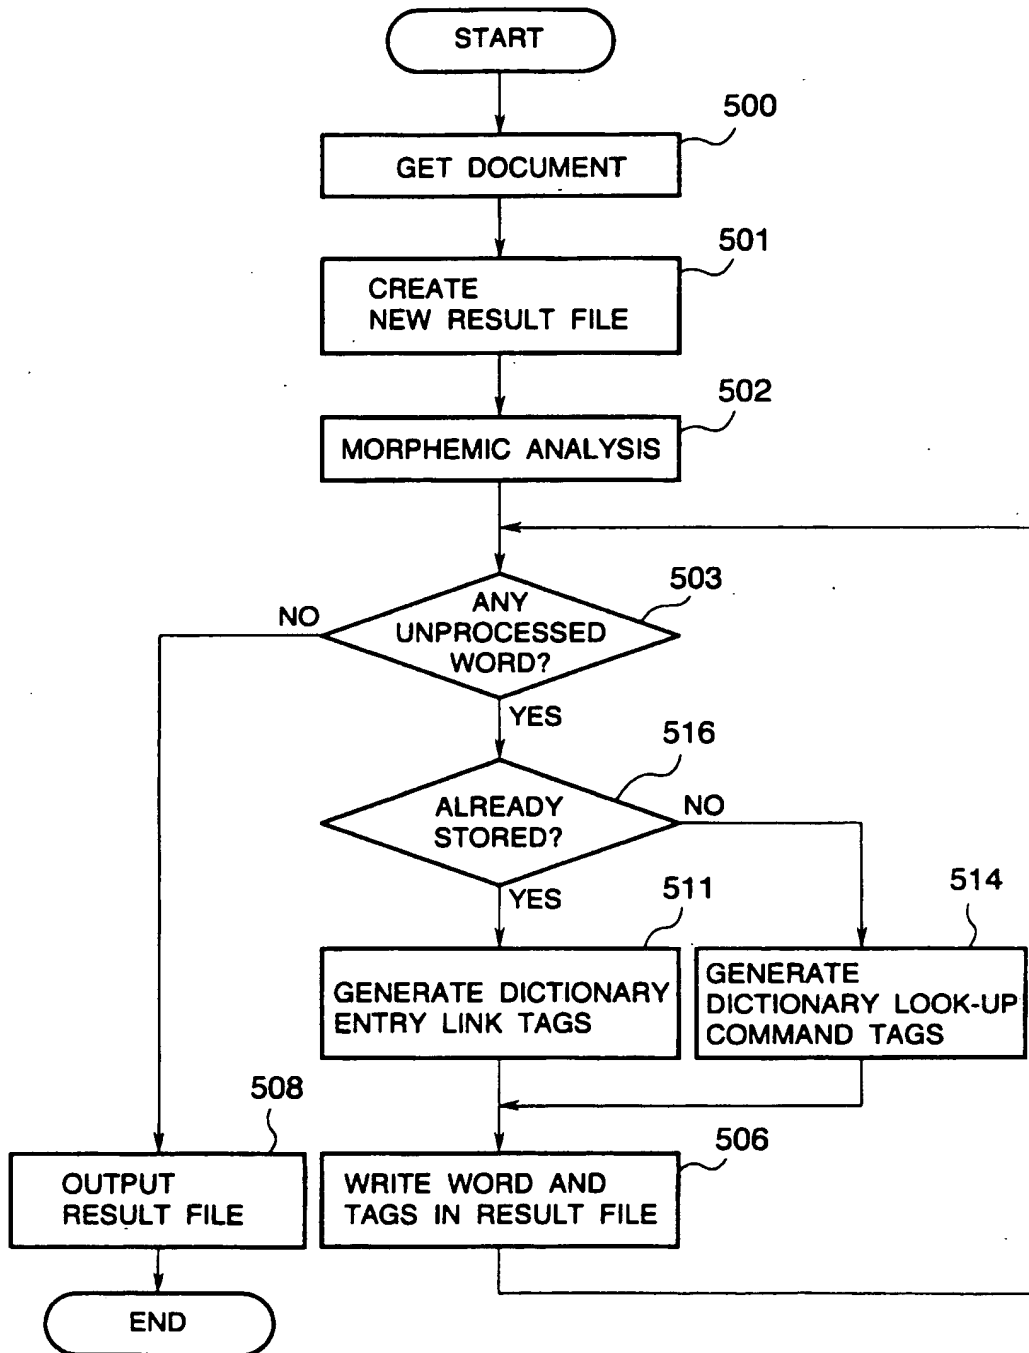 START
500
GET DOCUMENT
501
CREATE
NEW RESULT FILE
502
MORPHEMIC ANALYSIS
503
ANY
UNPROCESSED
WORD?
NO
YES
516
ALREADY
STORED?
NO
YES
511
GENERATE DICTIONARY
ENTRY LINK TAGS
514
GENERATE
DICTIONARY LOOK-UP
COMMAND TAGS
508
OUTPUT
RESULT FILE
506
WRITE WORD AND
TAGS IN RESULT FILE
END